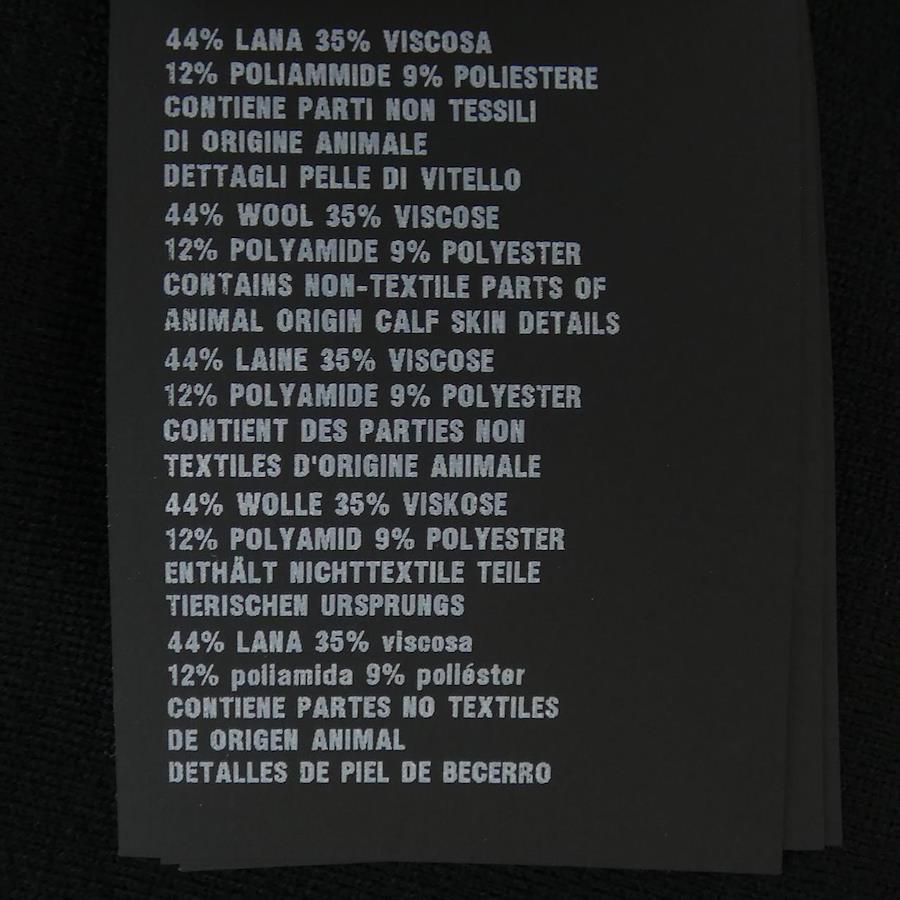 44% LANA 35% VISCOSA
12% POLIAMMIDE 9% POLIESTERE
CONTIENE PARTI NON TESSILI
DI ORIGINE ANIMALE
DETTAGLI PELLE DI VITELLO
44% WOOL 35% VISCOSE
12% POLYAMIDE 9% POLYESTER
CONTAINS NON-TEXTILE PARTS OF
ANIMAL ORIGIN CALF SKIN DETAILS
44% LAINE 35% VISCOSE
12% POLYAMIDE 9% POLYESTER
CONTIENT DES PARTIES NON
TEXTILES D'ORIGINE ANIMALE
44% WOLLE 35% VISKOSE
12% POLYAMID 9% POLYESTER
ENTHÄLT NICHTTEXTILE TEILE
TIERISCHEN URSPRUNGS
44% LANA 35% viscosa
12% poliamida 9% poliéster
CONTIENE PARTES NO TEXTILES
DE ORIGEN ANIMAL
DETALLES DE PIEL DE BECERRO